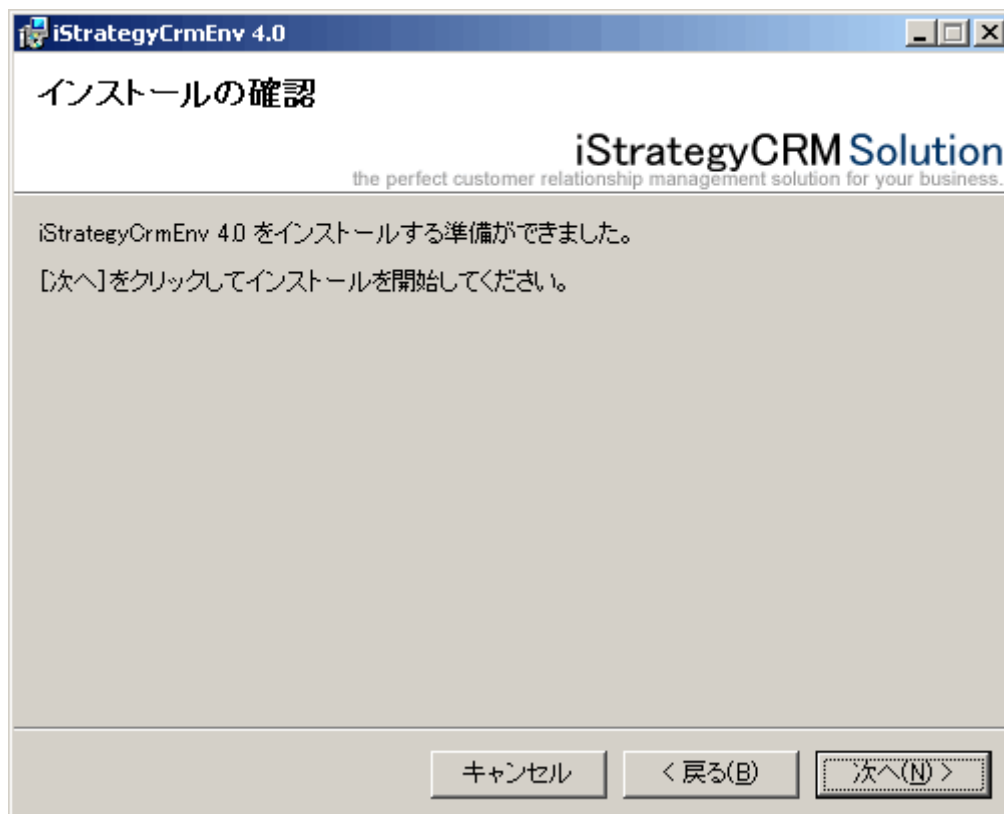 iStrategyCrmEnv 4.0
インストールの確認
iStrategyCRM Solution
the perfect customer relationship management solution for your business.
iStrategyCrmEnv 4.0 をインストールする準備ができました。
[次へ]をクリックしてインストールを開始してください。
キャンセル
< 戻る(B)
次へ(N) >